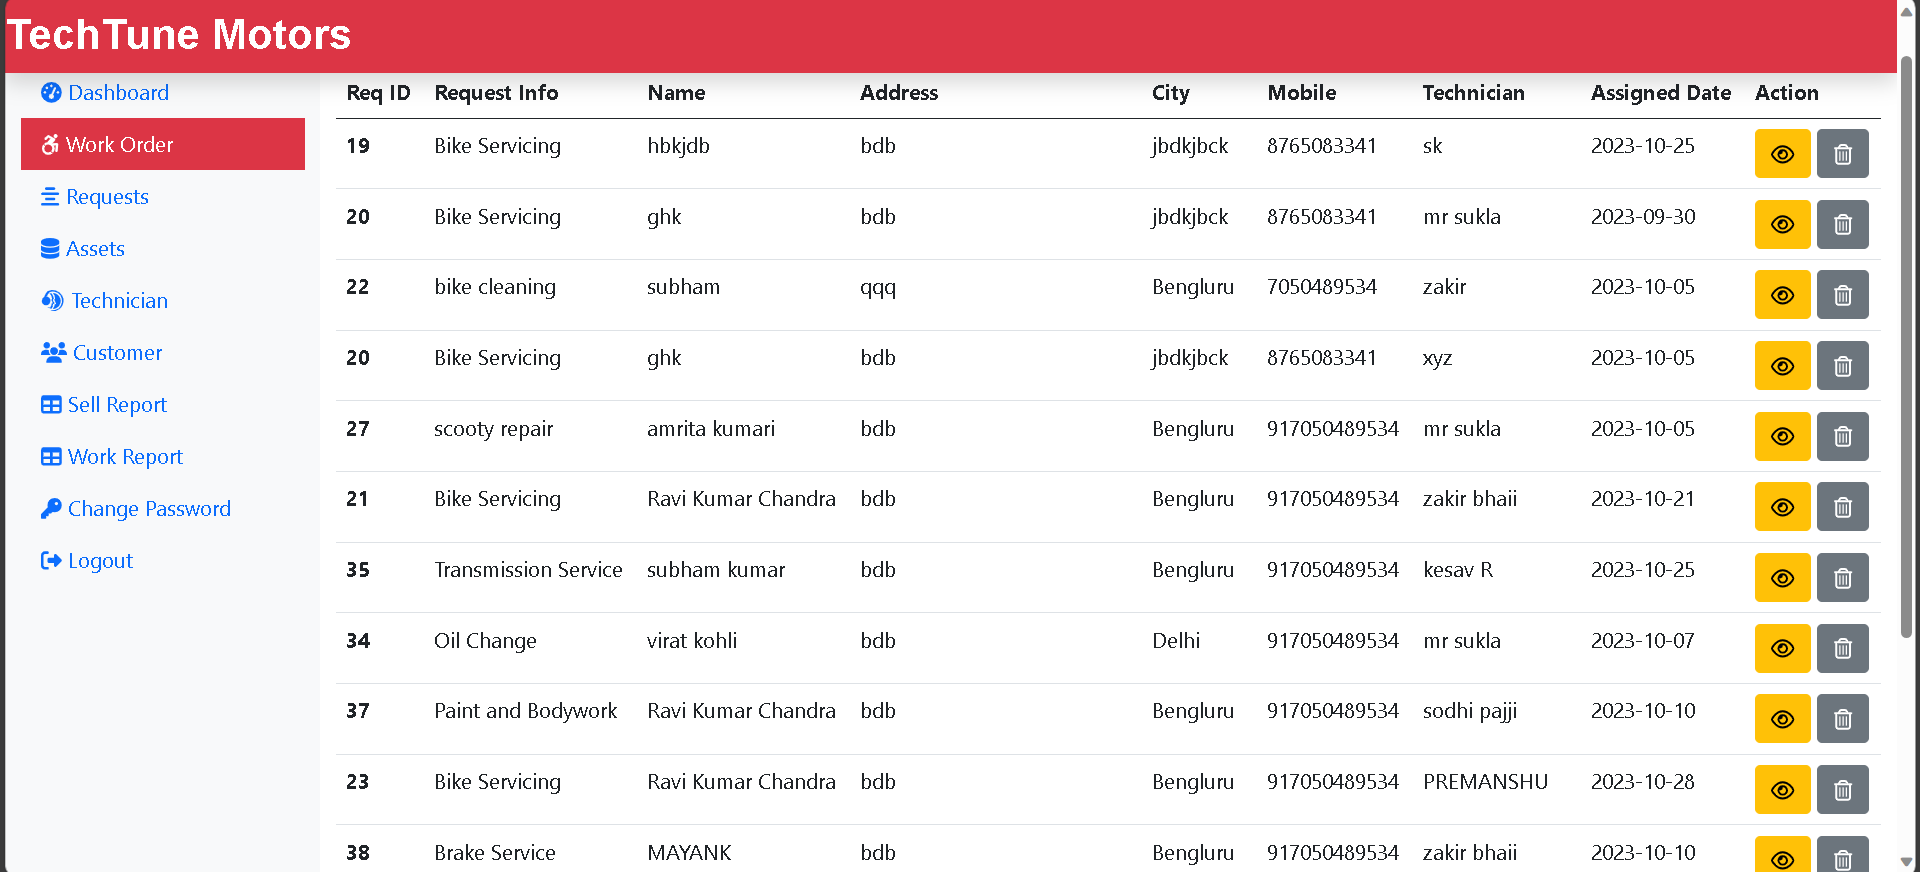 TechTune Motors
Dashboard
Work Order
Requests
Assets
Technician
Customer
Sell Report
Work Report
Change Password
Logout
Req ID Request Info Name Address City Mobile Technician Assigned Date Action
19 Bike Servicing hbkjdb bdb jbdkjbck 8765083341 sk 2023-10-25
20 Bike Servicing ghk bdb jbdkjbck 8765083341 mr sukla 2023-09-30
22 bike cleaning subham qqq Bengluru 7050489534 zakir 2023-10-05
20 Bike Servicing ghk bdb jbdkjbck 8765083341 xyz 2023-10-05
27 scooty repair amrita kumari bdb Bengluru 917050489534 mr sukla 2023-10-05
21 Bike Servicing Ravi Kumar Chandra bdb Bengluru 917050489534 zakir bhaii 2023-10-21
35 Transmission Service subham kumar bdb Bengluru 917050489534 kesav R 2023-10-25
34 Oil Change virat kohli bdb Delhi 917050489534 mr sukla 2023-10-07
37 Paint and Bodywork Ravi Kumar Chandra bdb Bengluru 917050489534 sodhi pajji 2023-10-10
23 Bike Servicing Ravi Kumar Chandra bdb Bengluru 917050489534 PREMANSHU 2023-10-28
38 Brake Service MAYANK bdb Bengluru 917050489534 zakir bhaii 2023-10-10